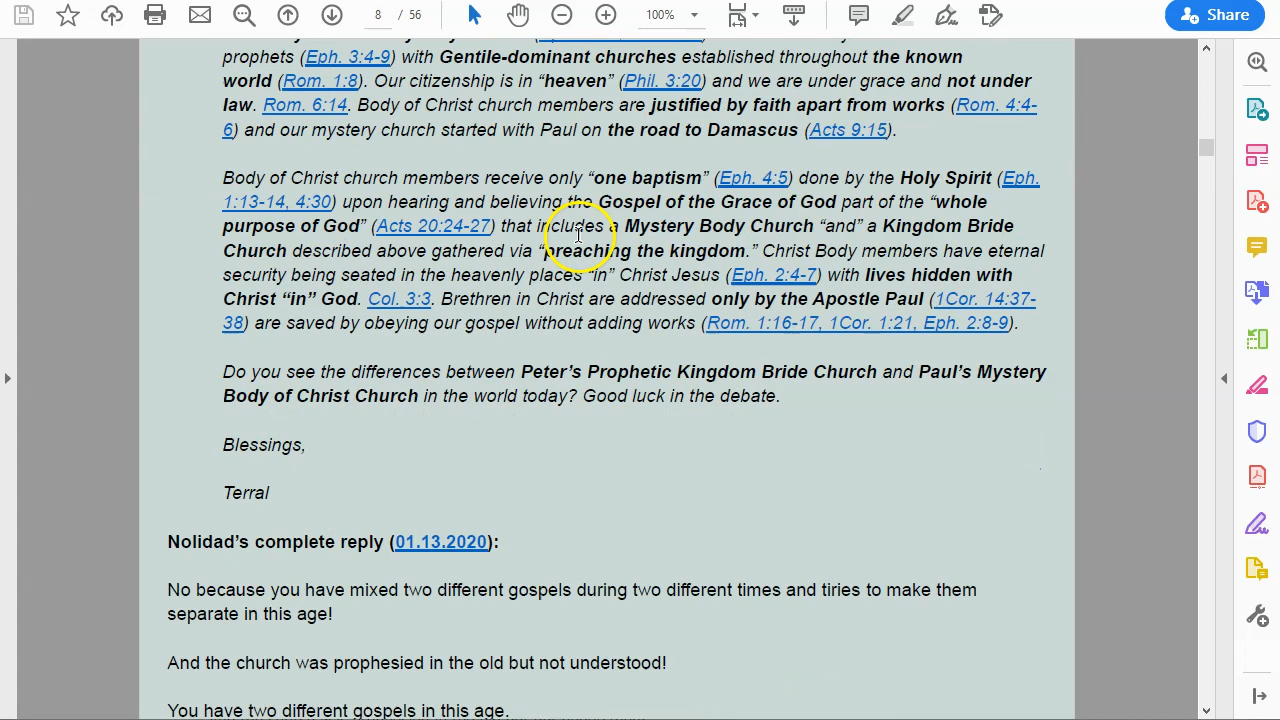 8 / 56
100%
Share
prophets (Eph. 3:4-9) with Gentile-dominant churches established throughout the known
world (Rom. 1:8). Our citizenship is in “heaven” (Phil. 3:20) and we are under grace and not under
law. Rom. 6:14. Body of Christ church members are justified by faith apart from works (Rom. 4:4-
6) and our mystery church started with Paul on the road to Damascus (Acts 9:15).
Body of Christ church members receive only “one baptism” (Eph. 4:5) done by the Holy Spirit (Eph.
1:13-14, 4:30) upon hearing and believing the Gospel of the Grace of God part of the “whole
purpose of God” (Acts 20:24-27) that includes a Mystery Body Church “and” a Kingdom Bride
Church described above gathered via “preaching the kingdom.” Christ Body members have eternal
security being seated in the heavenly places “in” Christ Jesus (Eph. 2:4-7) with lives hidden with
Christ “in” God. Col. 3:3. Brethren in Christ are addressed only by the Apostle Paul (1Cor. 14:37-
38) are saved by obeying our gospel without adding works (Rom. 1:16-17, 1Cor. 1:21, Eph. 2:8-9).
Do you see the differences between Peter’s Prophetic Kingdom Bride Church and Paul’s Mystery
Body of Christ Church in the world today? Good luck in the debate.
Blessings,
Terral
Nolidad’s complete reply (01.13.2020):
No because you have mixed two different gospels during two different times and tiries to make them
separate in this age!
And the church was prophesied in the old but not understood!
You have two different gospels in this age.